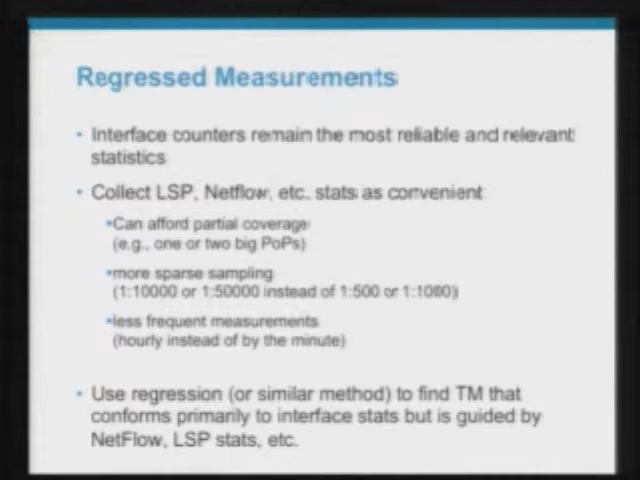 Regressed Measurements
• Interface counters remain the most reliable and relevant
statistics
• Collect LSP, Netflow, etc. stats as convenient
•Can afford partial coverage
(e.g., one or two big PoPs)
•more sparse sampling
(1:10000 or 1:50000 instead of 1:500 or 1:1000)
•less frequent measurements
(hourly instead of by the minute)
• Use regression (or similar method) to find TM that
conforms primarily to interface stats but is guided by
NetFlow, LSP stats, etc.